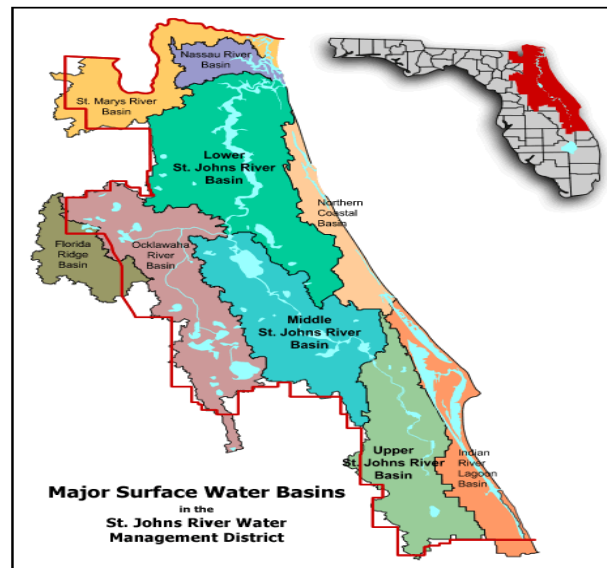 Nassau River
Basin
St. Marys River
Basin
Lower
St. Johns River
Basin
Northern
Coastal
Basin
Florida
Ridge
Basin
Ocklawaha
River
Basin
Middle
St. Johns River
Basin
Upper
St. Johns River
Basin
Indian
River
Lagoon
Basin
Major Surface Water Basins
in the
St. Johns River Water
Management District